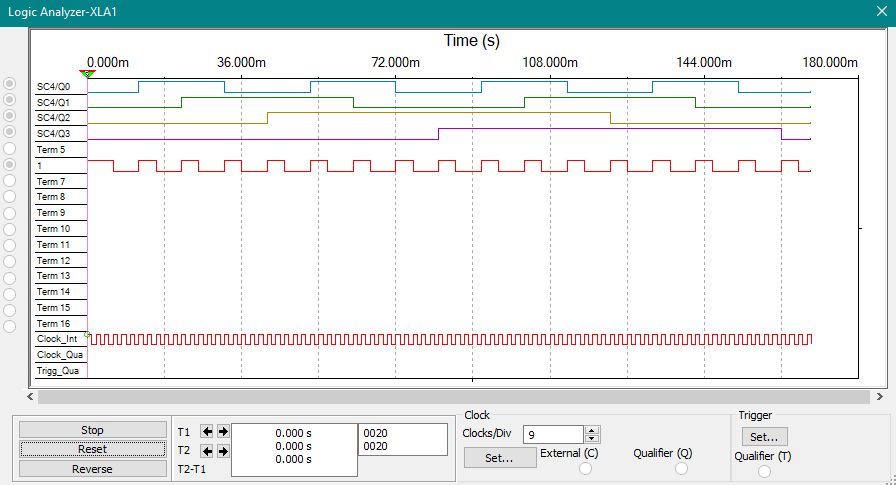 Logic Analyzer-XLA1
Time (s)
0.000m 36.000m 72.000m 108.000m 144.000m 180.000m
SC4/Q0
SC4/Q1
SC4/Q2
SC4/Q3
Term 5
1
Term 7
Term 8
Term 9
Term 10
Term 11
Term 12
Term 13
Term 14
Term 15
Term 16
Clock_Int
Clock_Qua
Trigg_Qua
Stop
Reset
Reverse
T1 0.000 s 0020
T2 0.000 s 0020
T2-T1 0.000 s
Clock
Clocks/Div 9
Set...
External (C)
Qualifier (Q)
Trigger
Set...
Qualifier (T)